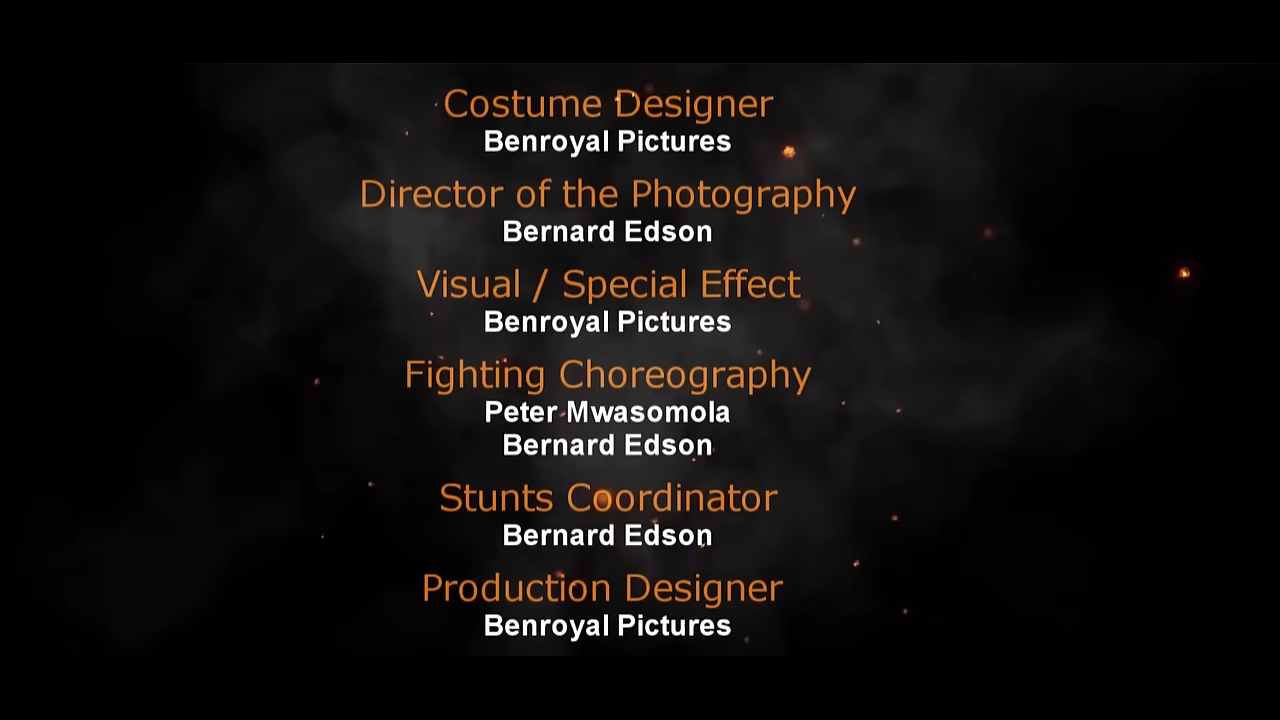 Costume Designer
Benroyal Pictures
Director of the Photography
Bernard Edson
Visual / Special Effect
Benroyal Pictures
Fighting Choreography
Peter Mwasomola
Bernard Edson
Stunts Coordinator
Bernard Edson
Production Designer
Benroyal Pictures